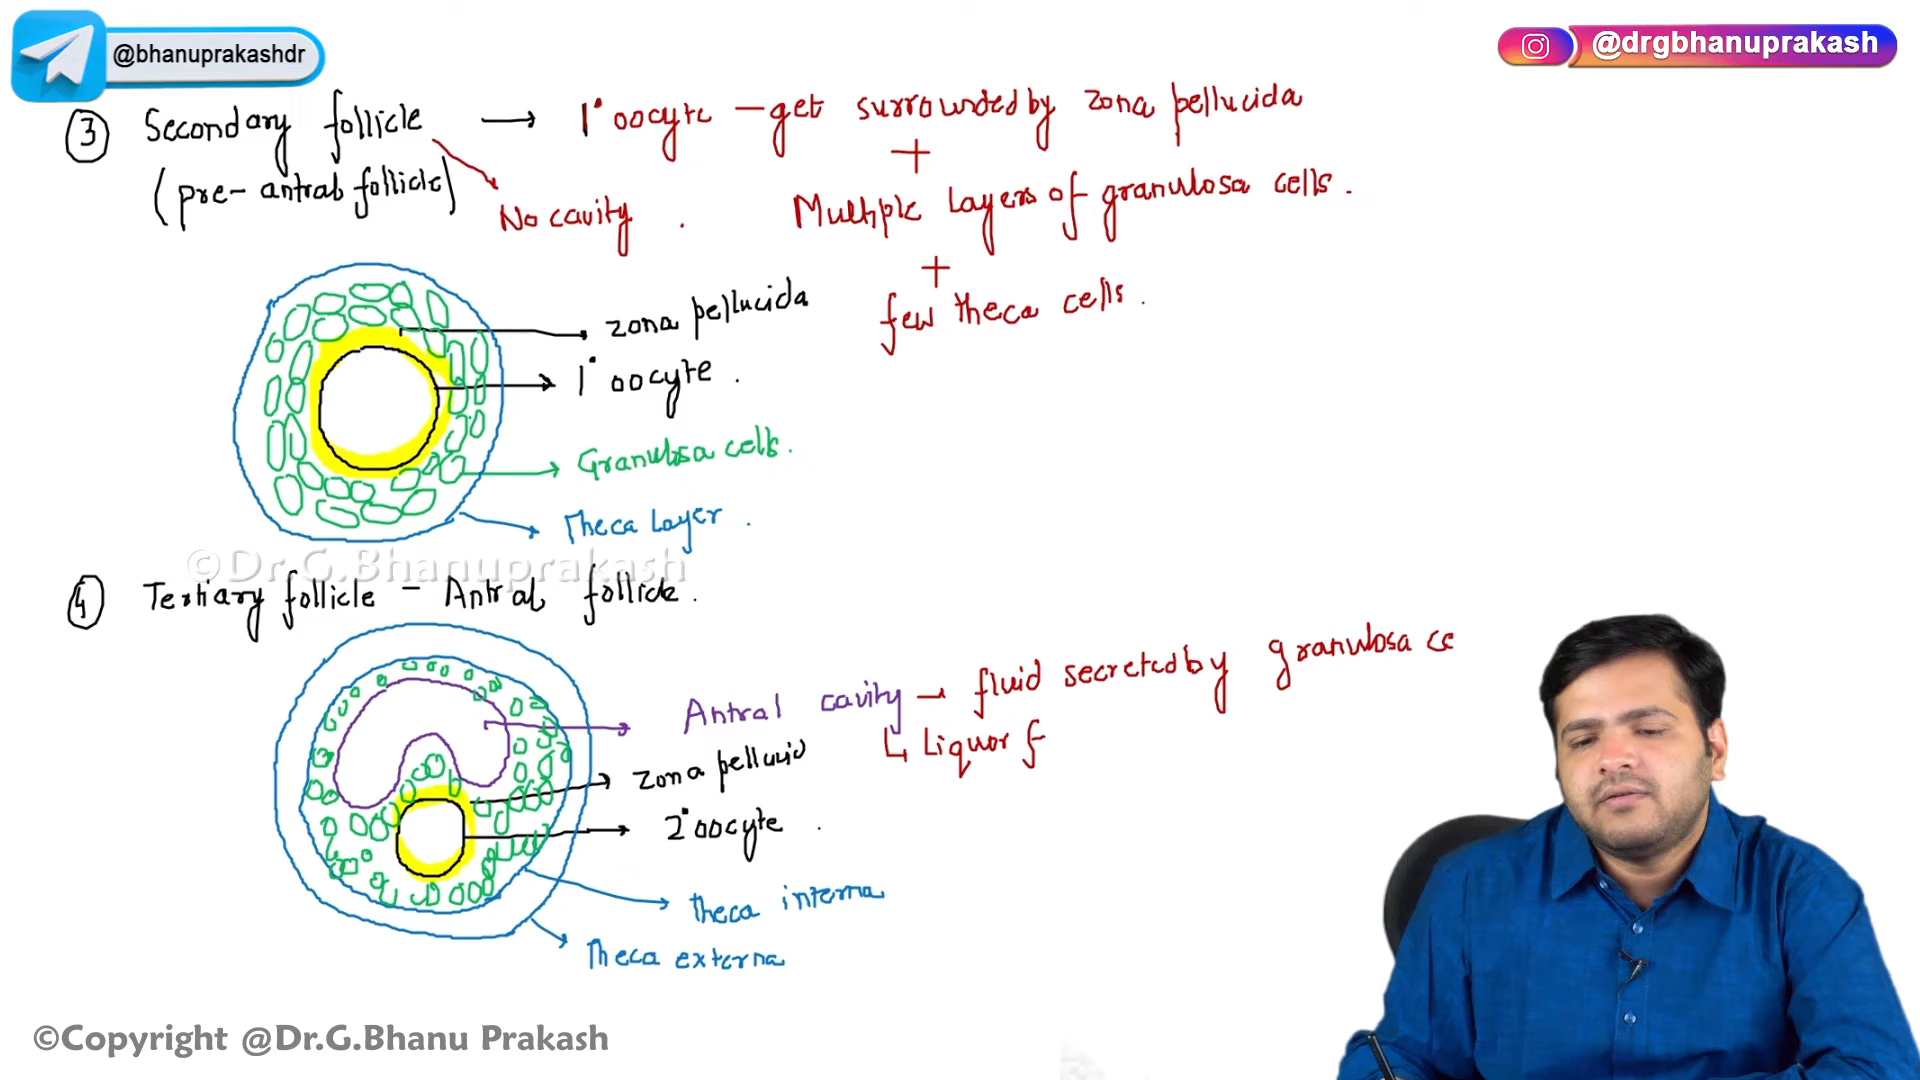 @bhanuprakashdr
@drgbhanuprakash
3 Secondary follicle → 1° oocyte - get surrounded by zona pellucida
+
(pre-antral follicle)
No cavity .
Multiple layers of granulosa cells.
+
few theca cells.
zona pellucida
1° oocyte .
Granulosa cells.
Theca Layer .
©Dr.G.Bhanuprakash
4 Tertiary follicle - Antral follicle.
Antral cavity → fluid secreted by granulosa ce
↳ Liquor f
zona pellucid
2° oocyte .
theca interna
Theca externa
©Copyright @Dr.G.Bhanu Prakash